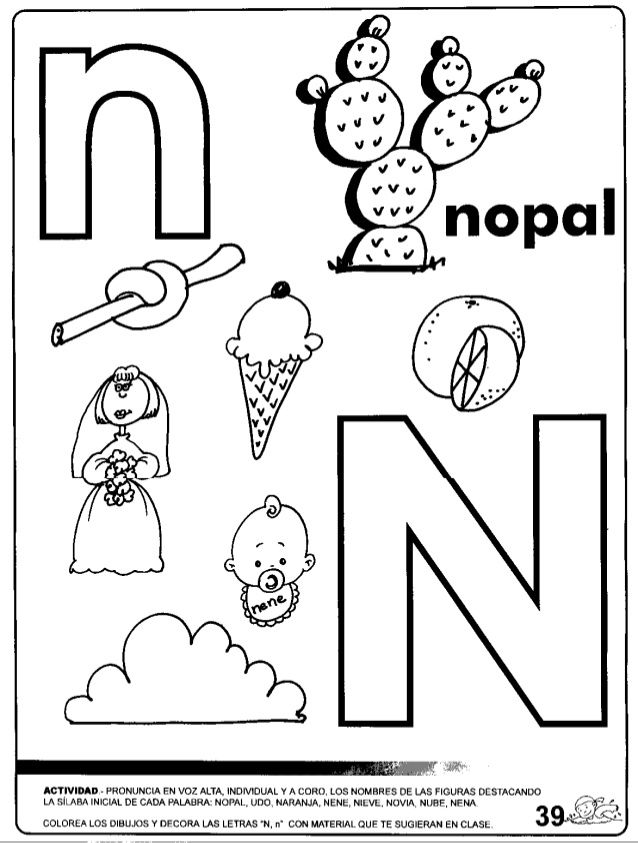 n
nopal
N
nene
ACTIVIDAD.- PRONUNCIA EN VOZ ALTA, INDIVIDUAL Y A CORO, LOS NOMBRES DE LAS FIGURAS DESTACANDO
LA SÍLABA INICIAL DE CADA PALABRA: NOPAL, UDO, NARANJA, NENE, NIEVE, NOVIA, NUBE, NENA.
COLOREA LOS DIBUJOS Y DECORA LAS LETRAS "N, n" CON MATERIAL QUE TE SUGIERAN EN CLASE.
39